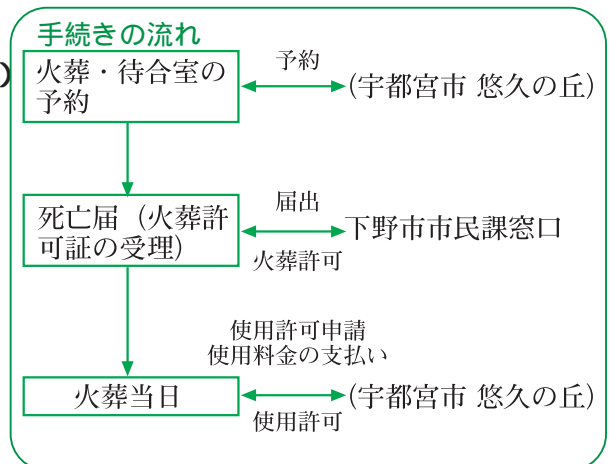 手続きの流れ
)
火葬・待合室の
予約
予約
(宇都宮市 悠久の丘)
死亡届（火葬許
可証の受理）
届出
火葬許可
下野市市民課窓口
使用許可申請
使用料金の支払い
火葬当日
使用許可
(宇都宮市 悠久の丘)